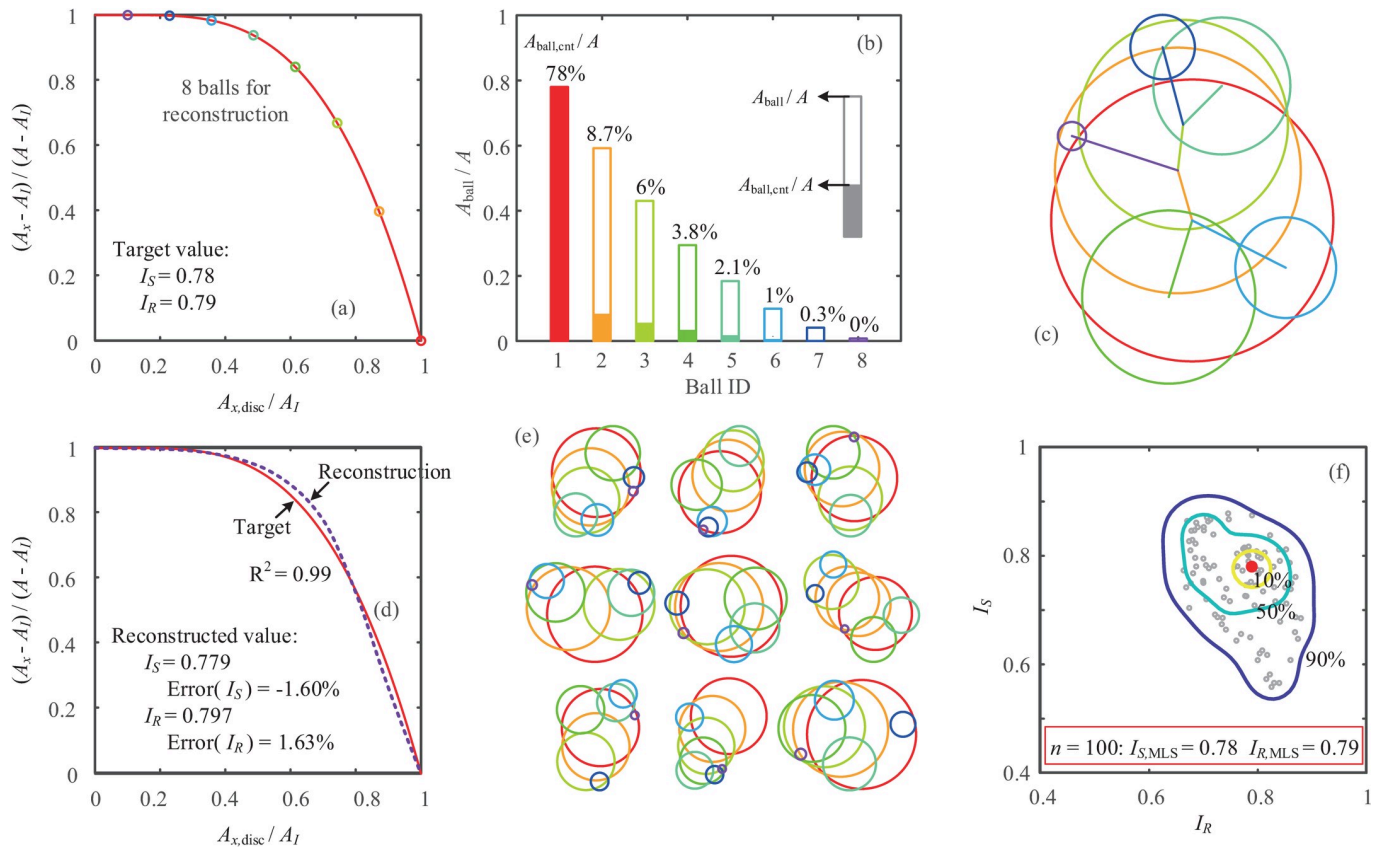 1
0.8
0.6
0.4
0.2
0
(Aₓ - A_I) / (A - A_I)
8 balls for
reconstruction
Target value:
I_S = 0.78
I_R = 0.79
(a)
0 0.2 0.4 0.6 0.8 1
A_x,disc / A_I
1
0.8
0.6
0.4
0.2
0
A_ball / A
A_ball,cnt / A
78%
8.7%
6%
3.8%
2.1%
1%
0.3%
0%
(b)
A_ball / A
A_ball,cnt / A
1 2 3 4 5 6 7 8
Ball ID
(c)
1
0.8
0.6
0.4
0.2
0
(Aₓ - A_I) / (A - A_I)
Reconstruction
Target
R² = 0.99
(d)
Reconstructed value:
I_S = 0.779
Error( I_S ) = -1.60%
I_R = 0.797
Error( I_R ) = 1.63%
0 0.2 0.4 0.6 0.8 1
A_x,disc / A_I
(e)
1
0.8
0.6
0.4
I_S
(f)
10%
50%
90%
n = 100: I_S,MLS = 0.78 I_R,MLS = 0.79
0.4 0.6 0.8 1
I_R